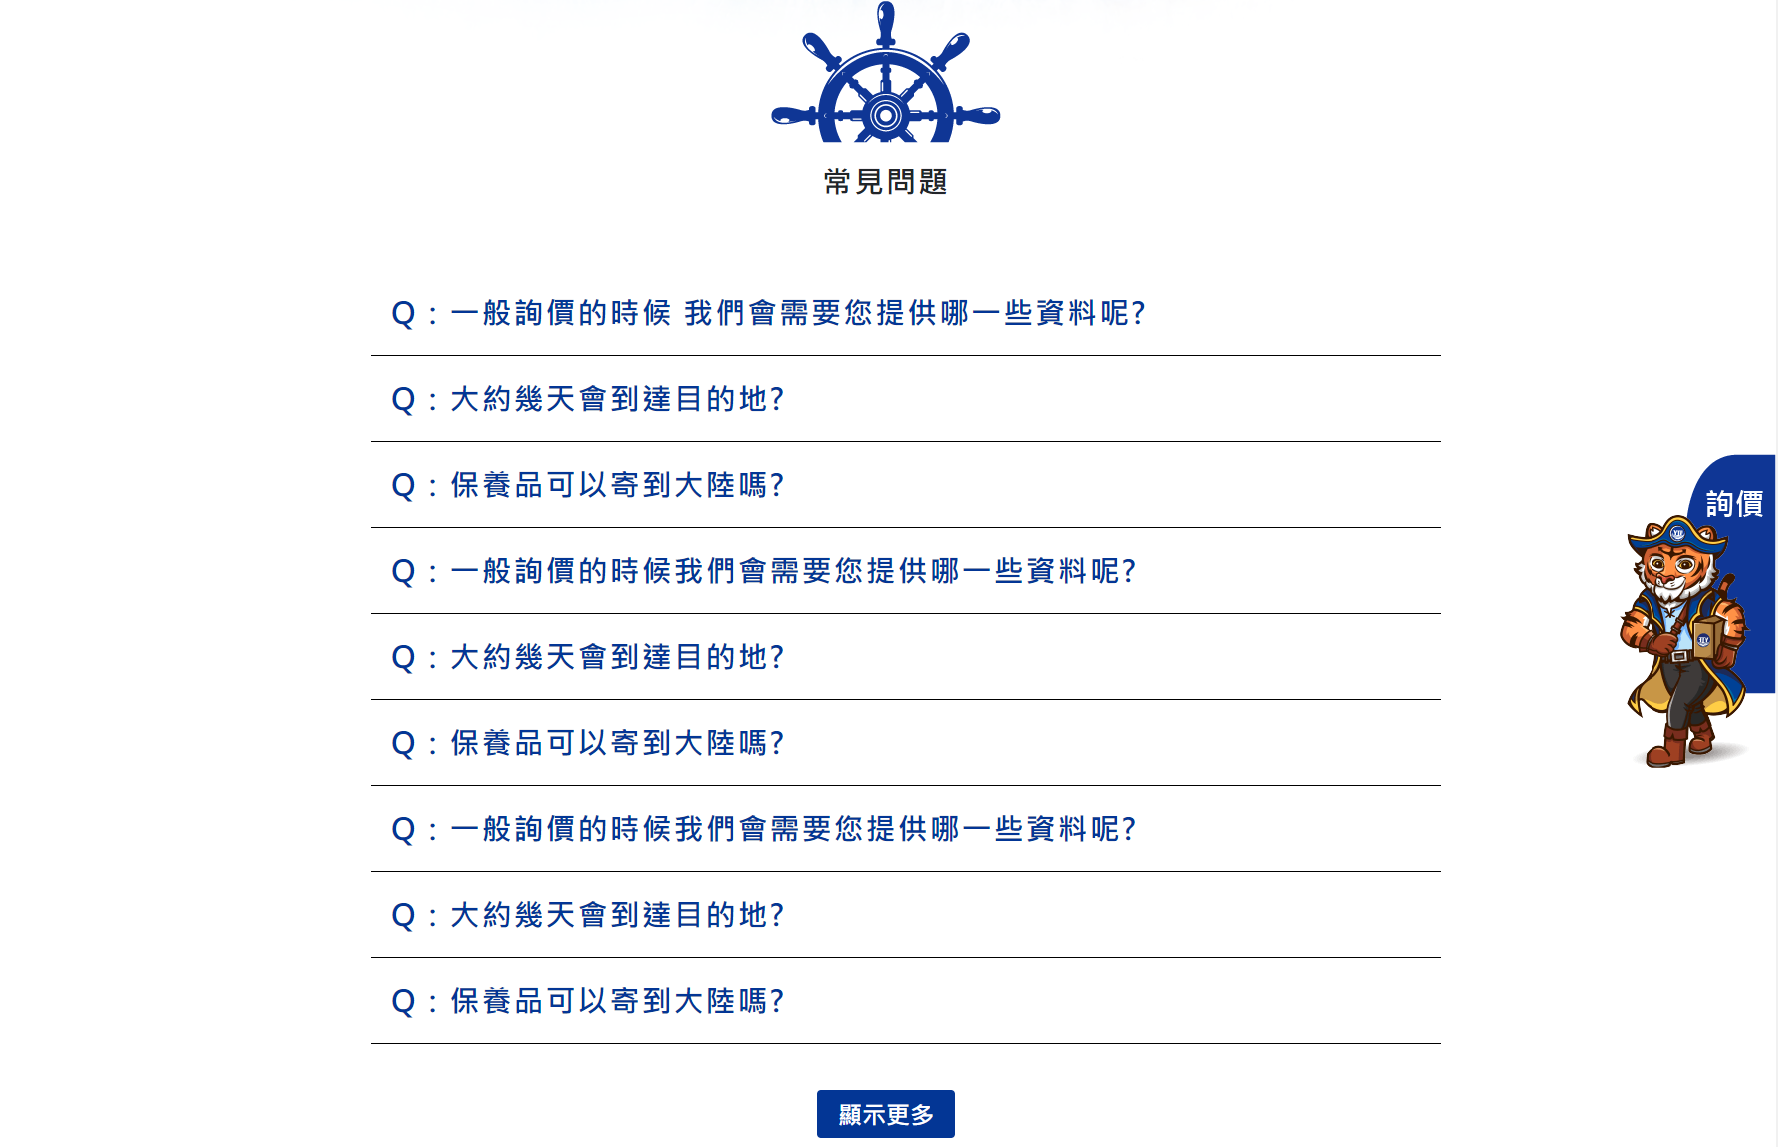 常見問題
Q：一般詢價的時候 我們會需要您提供哪一些資料呢?
Q：大約幾天會到達目的地?
Q：保養品可以寄到大陸嗎?
Q：一般詢價的時候我們會需要您提供哪一些資料呢?
Q：大約幾天會到達目的地?
Q：保養品可以寄到大陸嗎?
Q：一般詢價的時候我們會需要您提供哪一些資料呢?
Q：大約幾天會到達目的地?
Q：保養品可以寄到大陸嗎?
顯示更多
詢價